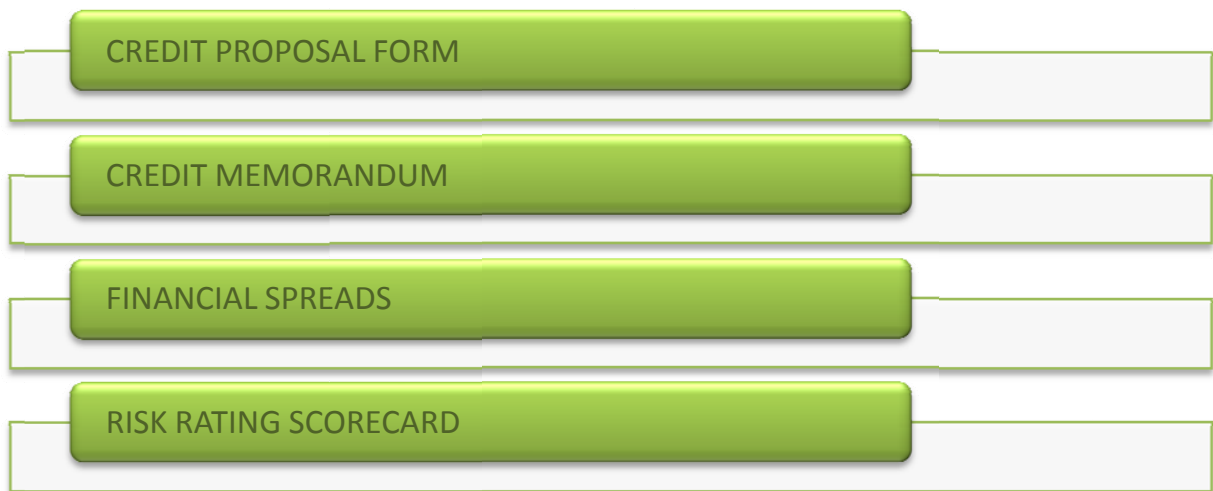 CREDIT PROPOSAL FORM
CREDIT MEMORANDUM
FINANCIAL SPREADS
RISK RATING SCORECARD